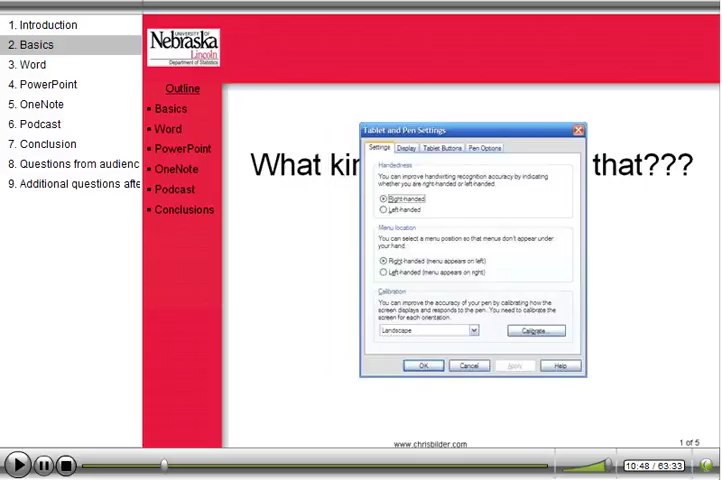 1. Introduction
2. Basics
3. Word
4. PowerPoint
5. OneNote
6. Podcast
7. Conclusion
8. Questions from audienc
9. Additional questions afte
UNIVERSITY OF
Nebraska
Lincoln
Department of Statistics
Outline
Basics
Word
PowerPoint
OneNote
Podcast
Conclusions
What kin
that???
Tablet and Pen Settings
Settings
Display
Tablet Buttons
Pen Options
Handedness
You can improve handwriting recognition accuracy by indicating
whether you are right-handed or left-handed.
Right-handed
Left-handed
Menu location
You can select a menu position so that menus don't appear under
your hand.
Right-handed (menu appears on left)
Left-handed (menu appears on right)
Calibration
You can improve the accuracy of your pen by calibrating how the
screen displays and responds to the pen. You need to calibrate the
screen for each orientation.
Landscape
Calibrate...
OK
Cancel
Apply
Help
www.chrisbilder.com
1 of 5
10:48 / 63:33